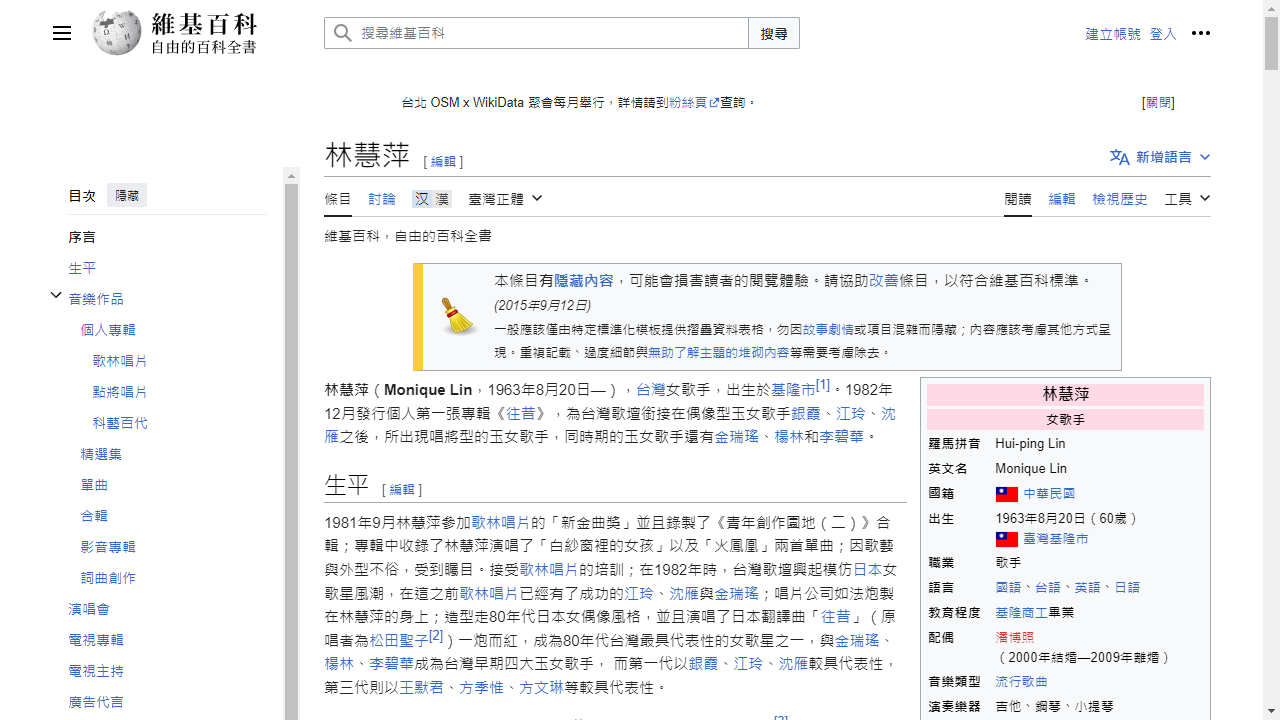 維基百科
自由的百科全書
搜尋維基百科
搜尋
建立帳號 登入
台北 OSM x WikiData 聚會每月舉行，詳情請到粉絲頁查詢。
[關閉]
目次 隱藏
序言
生平
音樂作品
個人專輯
歌林唱片
點將唱片
科藝百代
精選集
單曲
合輯
影音專輯
詞曲創作
演唱會
電視專輯
電視主持
廣告代言
林慧萍 [ 編輯 ]
新增語言
條目 討論 汉 漢 臺灣正體
閱讀 編輯 檢視歷史 工具
維基百科，自由的百科全書
本條目有隱藏內容，可能會損害讀者的閱覽體驗。請協助改善條目，以符合維基百科標準。
(2015年9月12日)
一般應該僅由特定標準化模板提供摺疊資料表格，勿因故事劇情或項目混雜而隱藏；內容應該考慮其他方式呈
現。重複記載、過度細節與無助了解主題的堆砌內容等需要考慮除去。
林慧萍（Monique Lin，1963年8月20日—），台灣女歌手，出生於基隆市[1]。1982年
12月發行個人第一張專輯《往昔》，為台灣歌壇銜接在偶像型玉女歌手銀霞、江玲、沈
雁之後，所出現唱將型的玉女歌手，同時期的玉女歌手還有金瑞瑤、楊林和李碧華。
生平 [ 編輯 ]
1981年9月林慧萍參加歌林唱片的「新金曲獎」並且錄製了《青年創作園地（二）》合
輯；專輯中收錄了林慧萍演唱了「白紗窗裡的女孩」以及「火鳳凰」兩首單曲；因歌藝
與外型不俗，受到矚目。接受歌林唱片的培訓；在1982年時，台灣歌壇興起模仿日本女
歌星風潮，在這之前歌林唱片已經有了成功的江玲、沈雁與金瑞瑤；唱片公司如法炮製
在林慧萍的身上；造型走80年代日本女偶像風格，並且演唱了日本翻譯曲「往昔」（原
唱者為松田聖子[2]）一炮而紅，成為80年代台灣最具代表性的女歌星之一，與金瑞瑤、
楊林、李碧華成為台灣早期四大玉女歌手， 而第一代以銀霞、江玲、沈雁較具代表性，
第三代則以王默君、方季惟、方文琳等較具代表性。
林慧萍
女歌手
羅馬拼音 Hui-ping Lin
英文名 Monique Lin
國籍 中華民國
出生 1963年8月20日（60歲）
臺灣基隆市
職業 歌手
語言 國語、台語、英語、日語
教育程度 基隆商工畢業
配偶 潘博照
（2000年結婚—2009年離婚）
音樂類型 流行歌曲
演奏樂器 吉他、鋼琴、小提琴